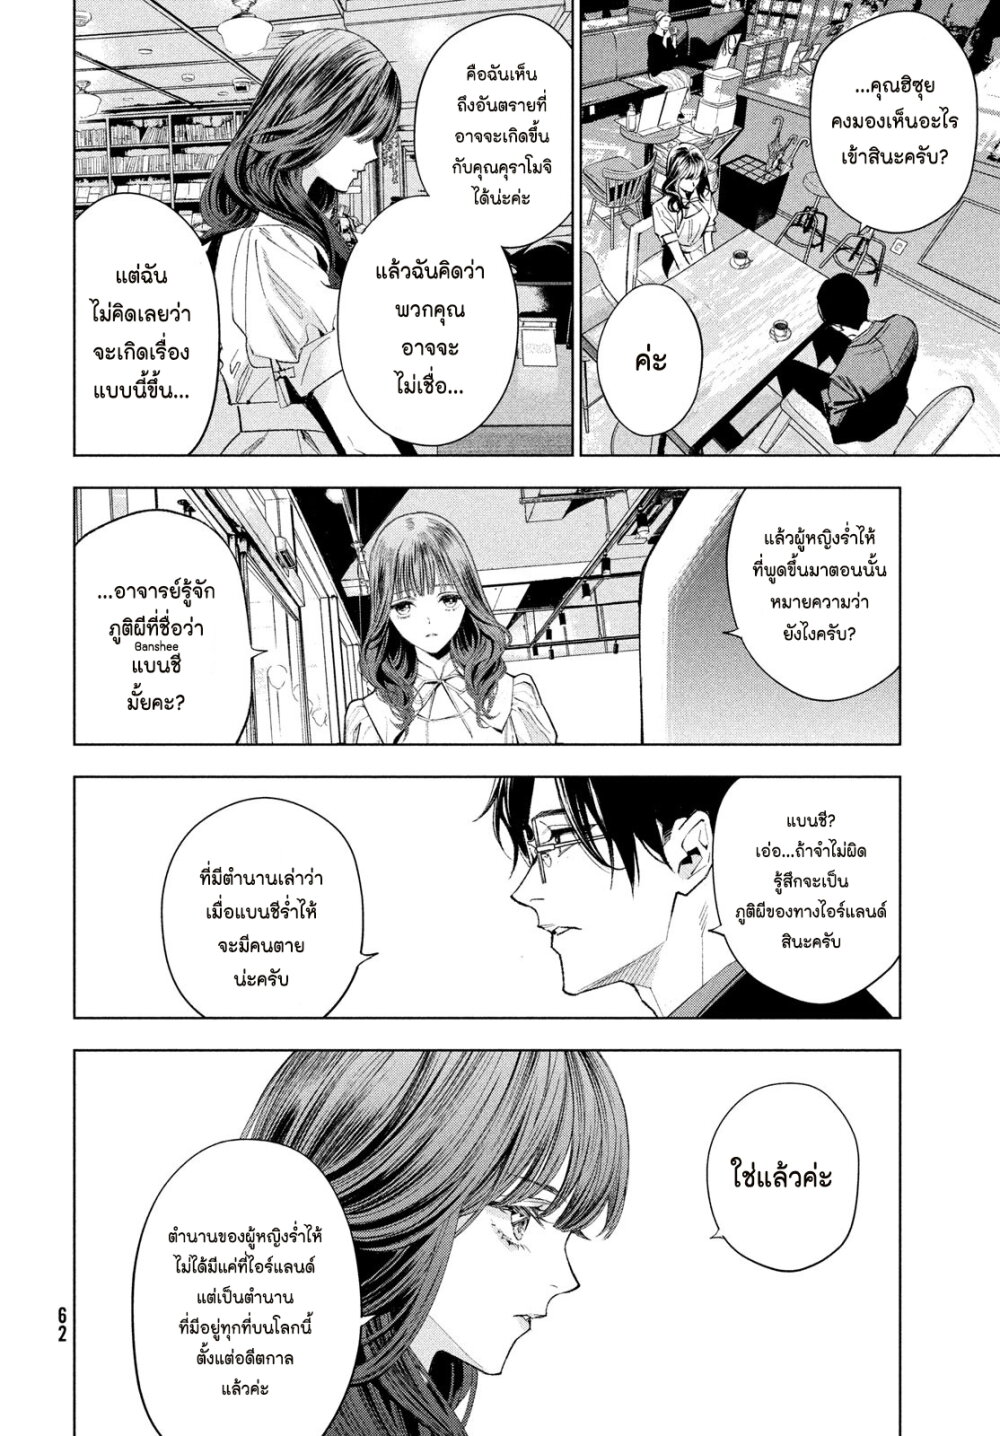 ...คุณฮิซุย
คงมองเห็นอะไร
เข้าสินะครับ?
ค่ะ
คือฉันเห็น
ถึงอันตรายที่
อาจจะเกิดขึ้น
กับคุณคุราโมจิ
ได้น่ะค่ะ
แล้วฉันคิดว่า
พวกคุณ
อาจจะ
ไม่เชื่อ...
แต่ฉัน
ไม่คิดเลยว่า
จะเกิดเรื่อง
แบบนี้ขึ้น...
แล้วผู้หญิงร่ำไห้
ที่พูดขึ้นมาตอนนั้น
หมายความว่า
ยังไงครับ?
...อาจารย์รู้จัก
ภูติผีที่ชื่อว่า
Banshee
แบนชี
มั้ยคะ?
แบนชี?
เอ่อ...ถ้าจำไม่ผิด
รู้สึกจะเป็น
ภูติผีของทางไอร์แลนด์
สินะครับ
ที่มีตำนานเล่าว่า
เมื่อแบนชีร่ำไห้
จะมีคนตาย
น่ะครับ
ใช่แล้วค่ะ
ตำนานของผู้หญิงร่ำไห้
ไม่ได้มีแค่ที่ไอร์แลนด์
แต่เป็นตำนาน
ที่มีอยู่ทุกที่บนโลกนี้
ตั้งแต่อดีตกาล
แล้วค่ะ
62